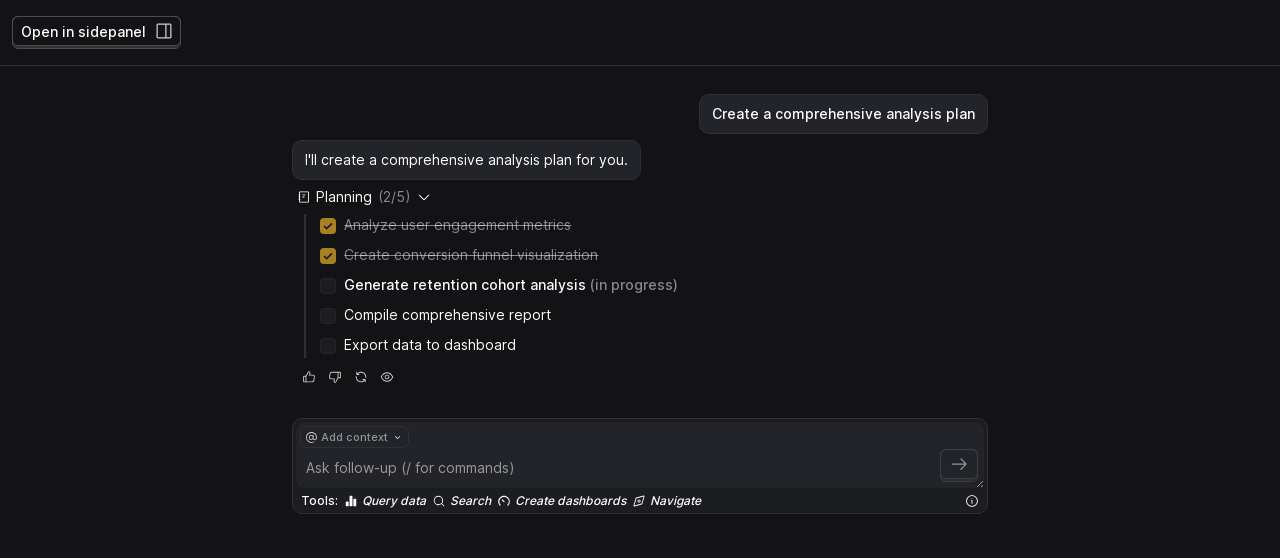 Open in sidepanel
Create a comprehensive analysis plan
I'll create a comprehensive analysis plan for you.
Planning (2/5)
Analyze user engagement metrics
Create conversion funnel visualization
Generate retention cohort analysis (in progress)
Compile comprehensive report
Export data to dashboard
@ Add context
Ask follow-up (/ for commands)
Tools: Query data Search Create dashboards Navigate